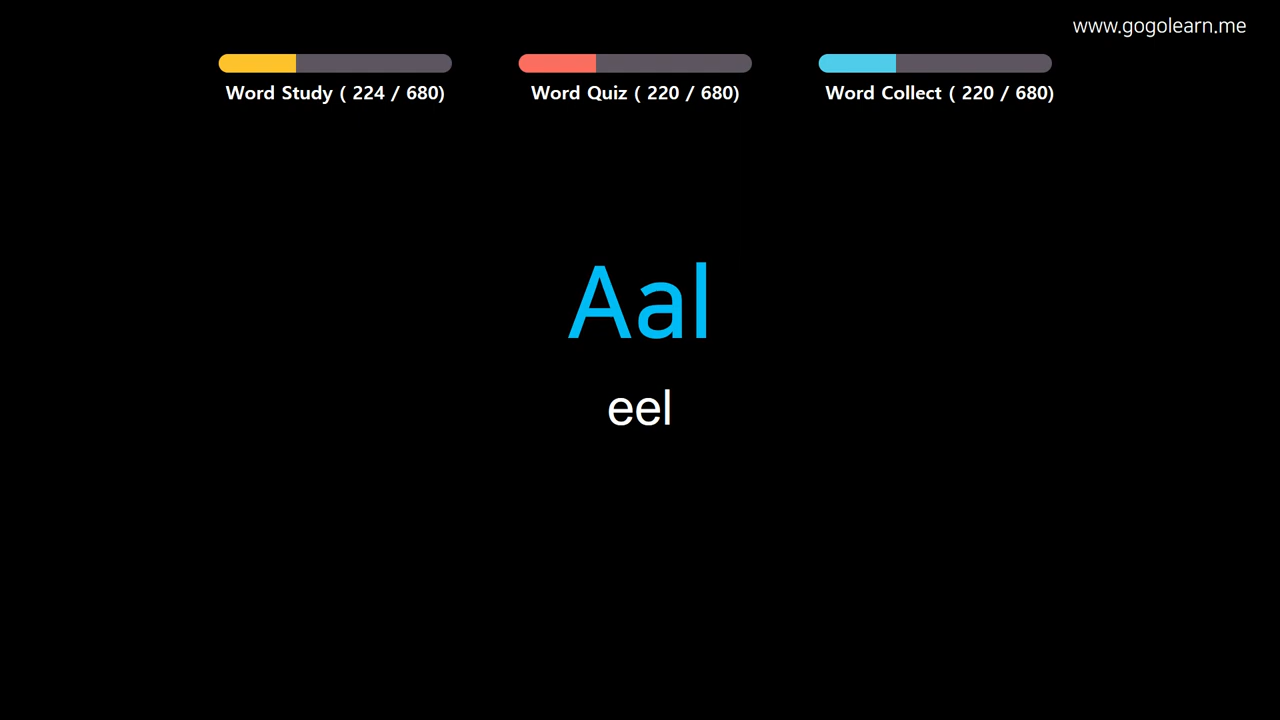 www.gogolearn.me
Word Study ( 224 / 680)
Word Quiz ( 220 / 680)
Word Collect ( 220 / 680)
Aal
eel